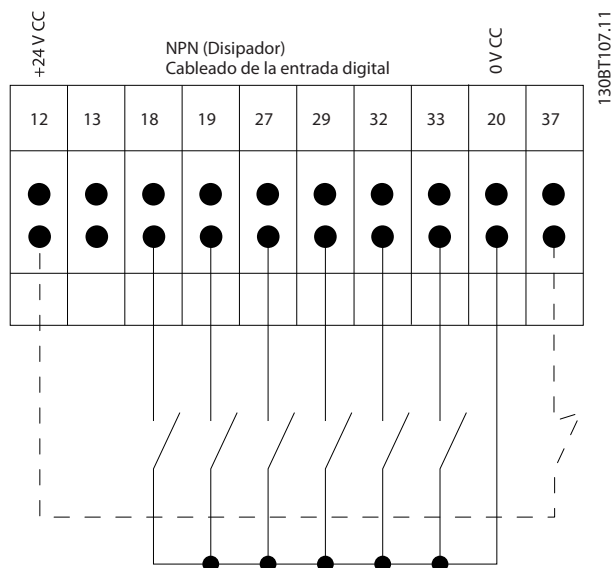 +24 V CC
NPN (Disipador)
Cableado de la entrada digital
0 V CC
130BT107.11
12 13 18 19 27 29 32 33 20 37